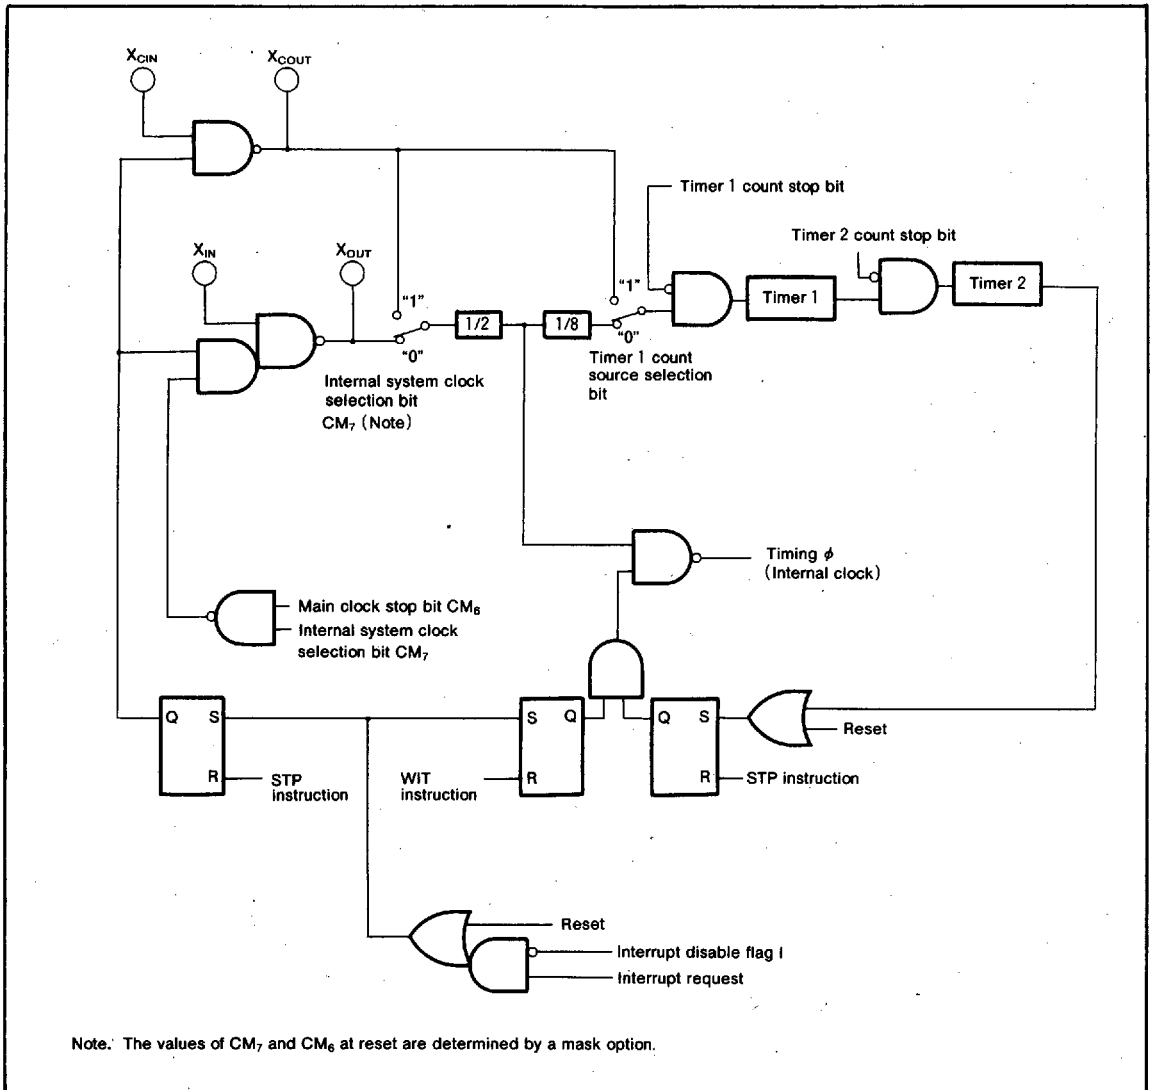 X_CIN
X_COUT
Timer 1 count stop bit
Timer 2 count stop bit
X_IN
X_OUT
"1"
"1"
Timer 1
Timer 2
1/2
1/8
"0"
"0"
Internal system clock
selection bit
CM₇ (Note)
Timer 1 count
source selection
bit
Timing ϕ
(Internal clock)
Main clock stop bit CM₆
Internal system clock
selection bit CM₇
Q S
R
STP
instruction
S Q
R
WIT
instruction
Q S
R
Reset
STP instruction
Reset
Interrupt disable flag I
Interrupt request
Note. The values of CM₇ and CM₆ at reset are determined by a mask option.